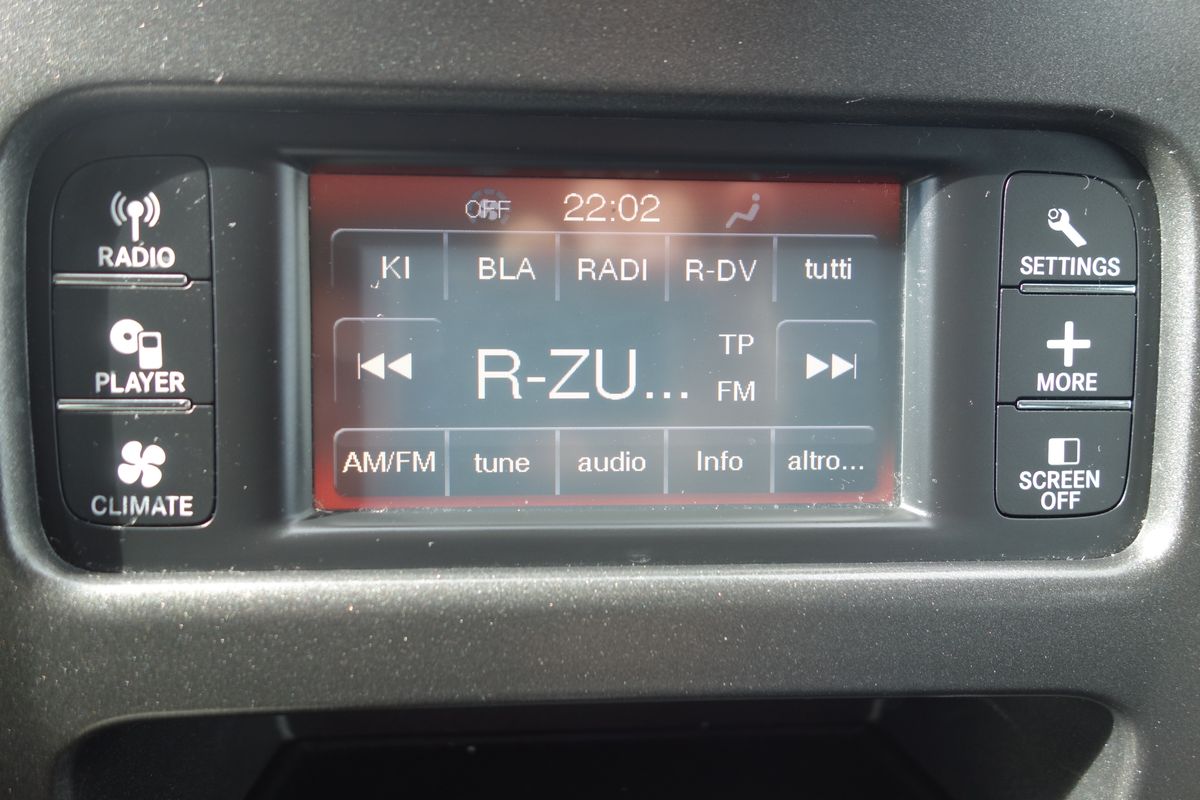 RADIO
PLAYER
CLIMATE
OFF 22:02
KI BLA RADI R-DV tutti
R-ZU... TP
FM
AM/FM tune audio Info altro...
SETTINGS
MORE
SCREEN
OFF